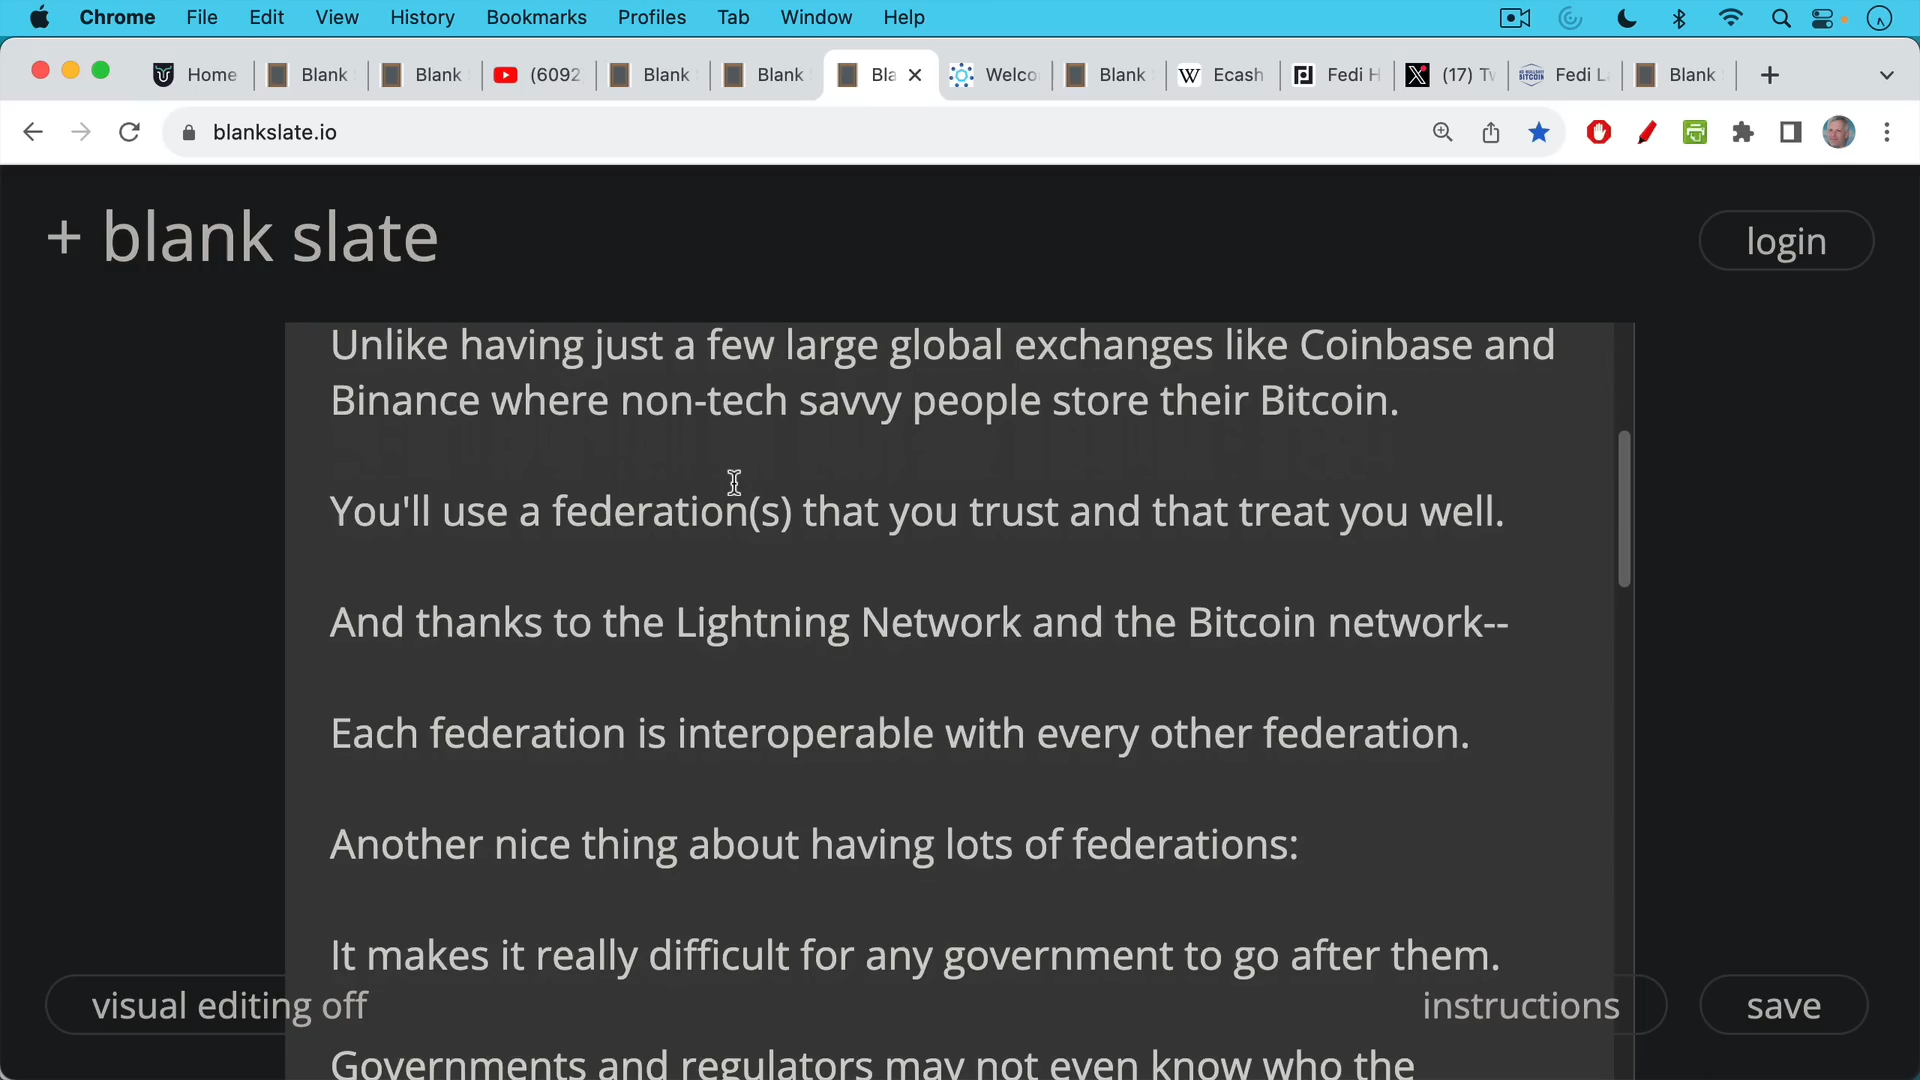 Chrome File Edit View History Bookmarks Profiles Tab Window Help
Home Blank Blank (6092 Blank Blank Bla Welco Blank W Ecash Fedi H (17) Tw Fedi L Blank
blankslate.io
+ blank slate
login
Unlike having just a few large global exchanges like Coinbase and
Binance where non-tech savvy people store their Bitcoin.
You'll use a federation(s) that you trust and that treat you well.
And thanks to the Lightning Network and the Bitcoin network--
Each federation is interoperable with every other federation.
Another nice thing about having lots of federations:
It makes it really difficult for any government to go after them.
visual editing off
instructions
save
Governments and regulators may not even know who the